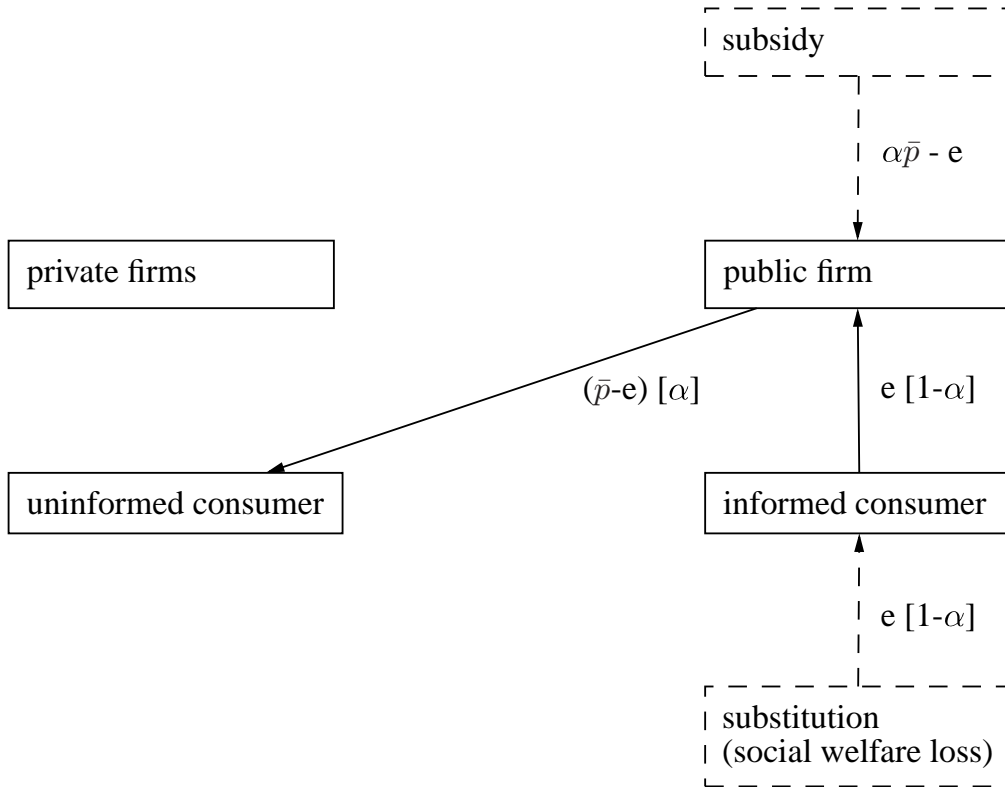 subsidy
αp̄ - e
private firms
public firm
(p̄-e) [α]
e [1-α]
uninformed consumer
informed consumer
e [1-α]
substitution
(social welfare loss)